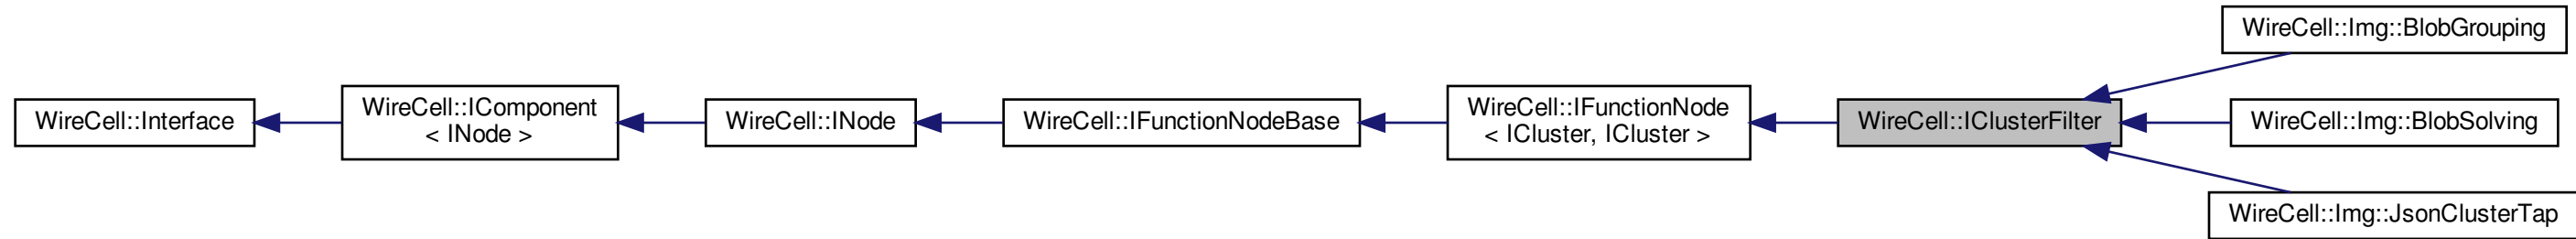 WireCell::Interface
WireCell::IComponent
< INode >
WireCell::INode
WireCell::IFunctionNodeBase
WireCell::IFunctionNode
< ICluster, ICluster >
WireCell::IClusterFilter
WireCell::Img::BlobGrouping
WireCell::Img::BlobSolving
WireCell::Img::JsonClusterTap